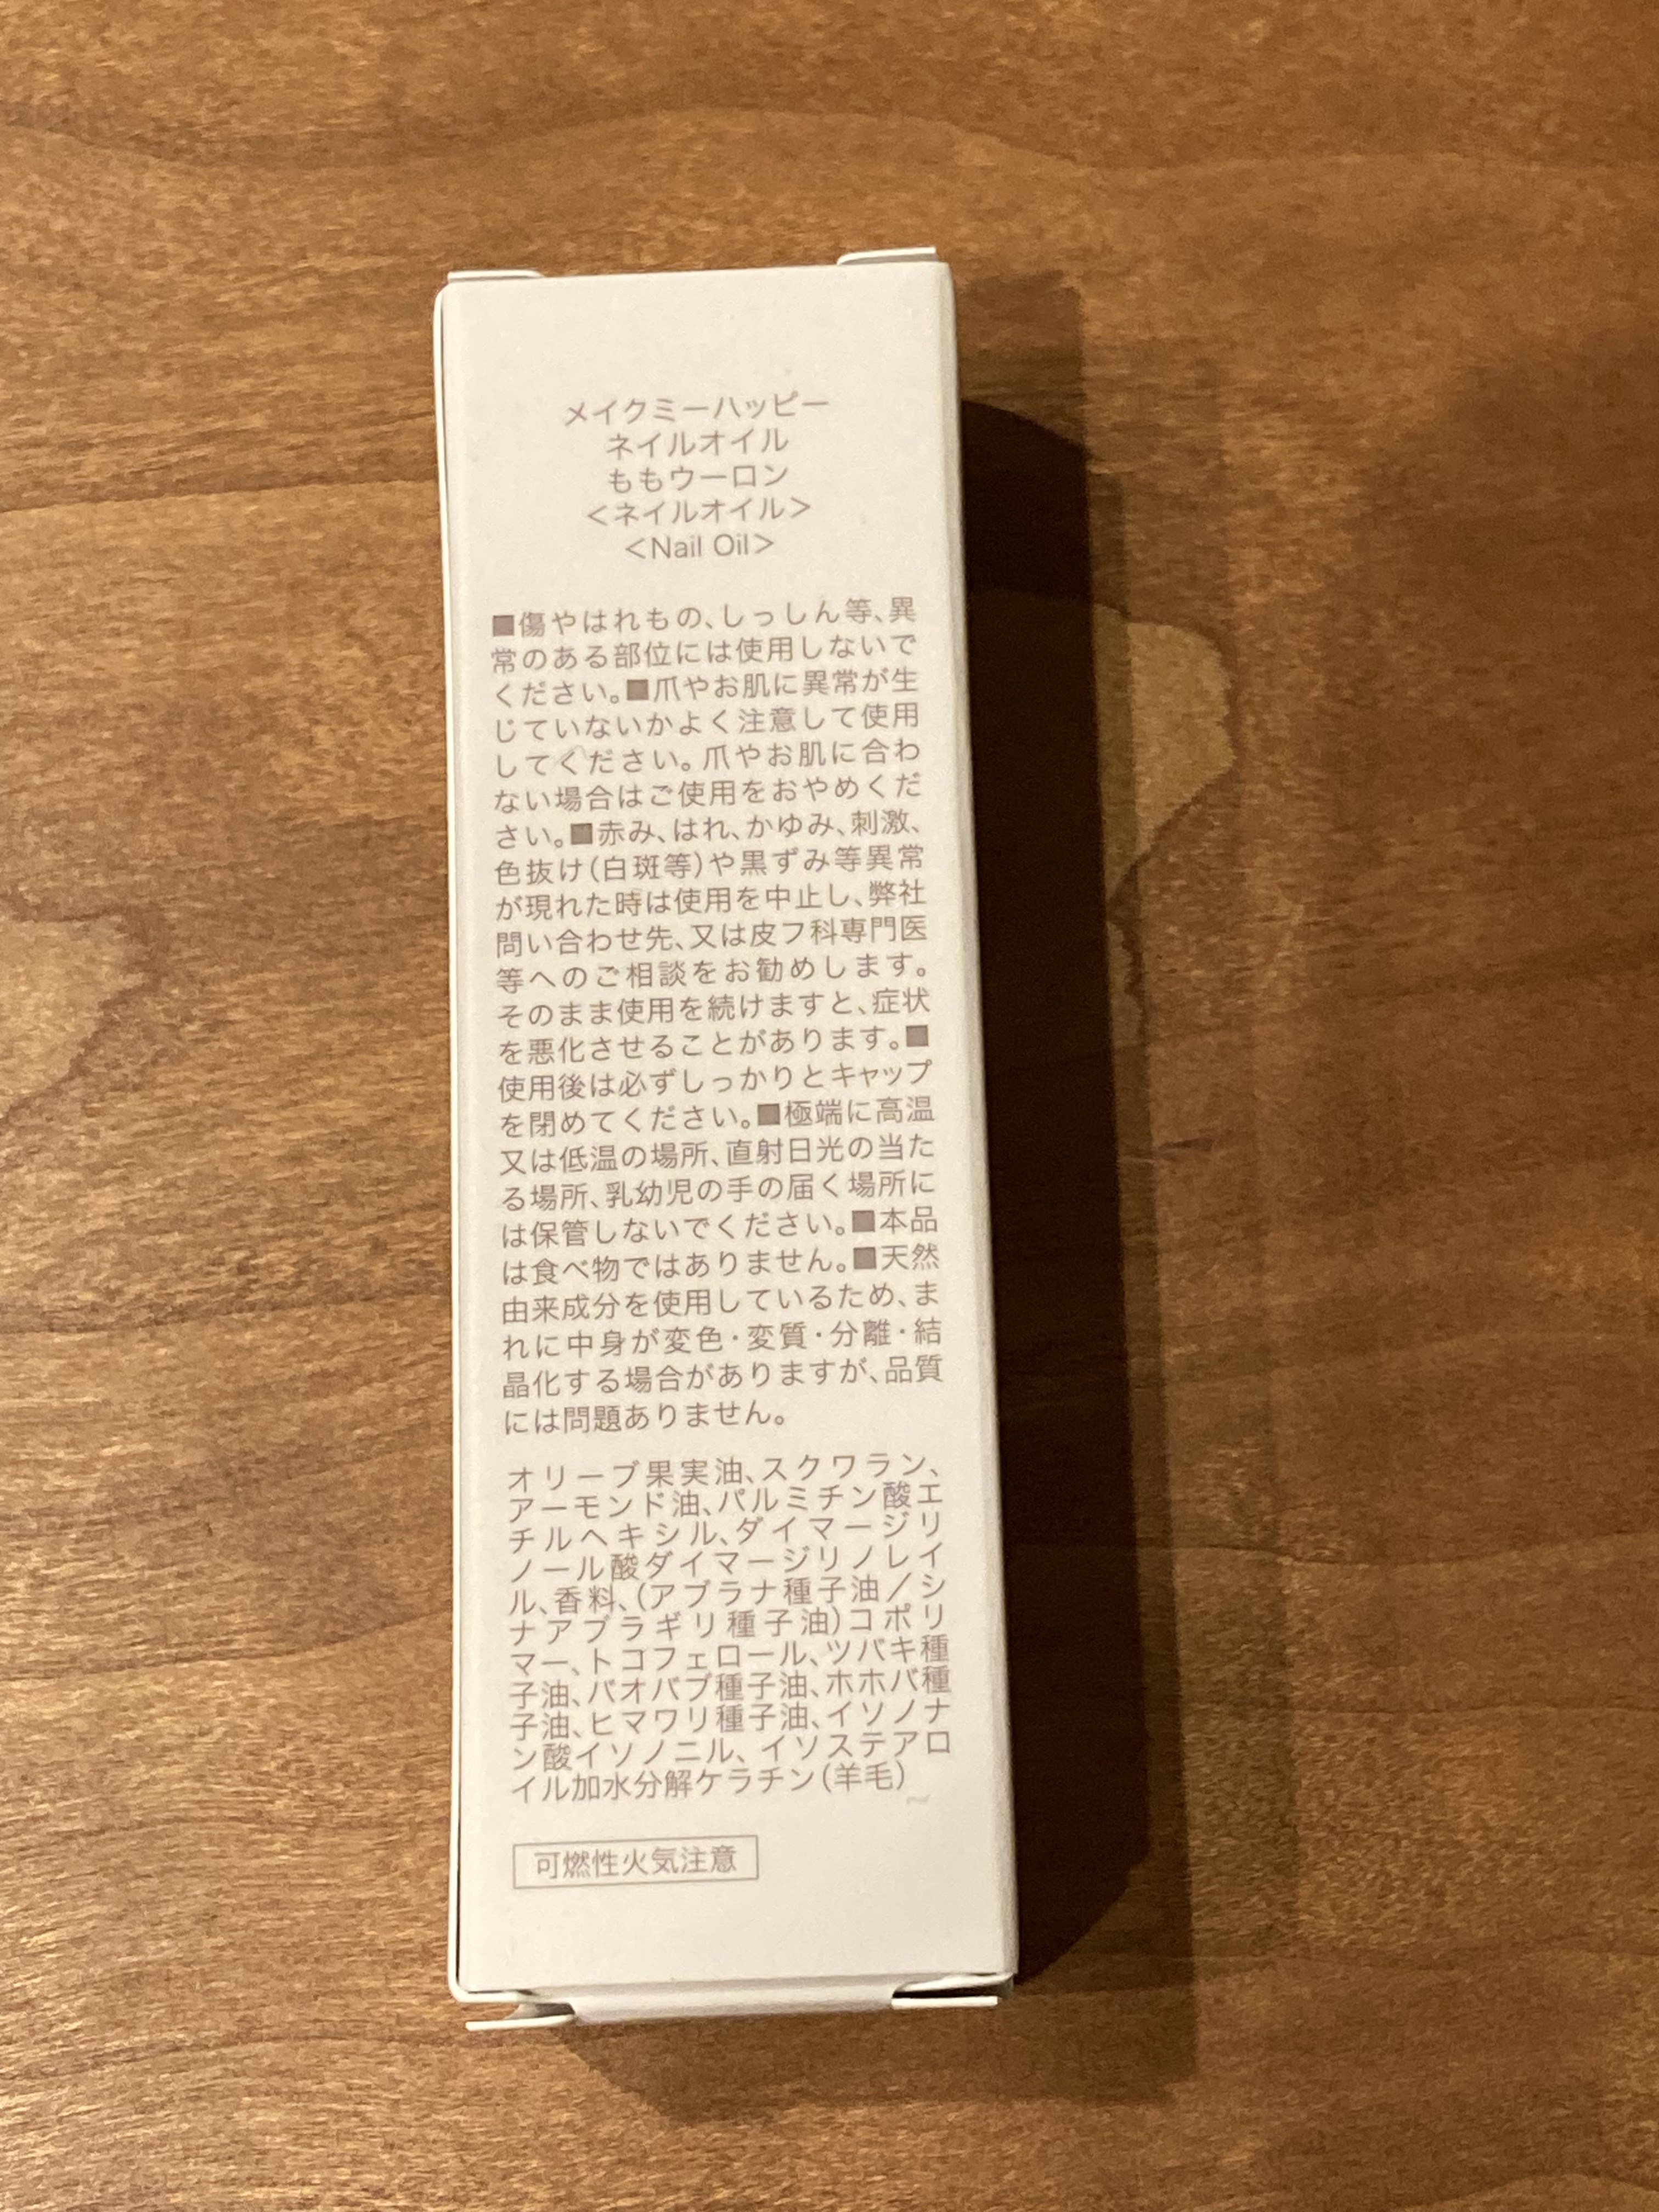 メイクミーハッピー
ネイルオイル
ももウーロン
<ネイルオイル>
<Nail Oil>
■傷やはれもの、しっしん等、異
常のある部位には使用しないで
ください。■爪やお肌に異常が生
じていないかよく注意して使用
してください。爪やお肌に合わ
ない場合はご使用をおやめくだ
さい。■赤み、はれ、かゆみ、刺激、
色抜け(白斑等)や黒ずみ等異常
が現れた時は使用を中止し、弊社
問い合わせ先、又は皮フ科専門医
等へのご相談をお勧めします。
そのまま使用を続けますと、症状
を悪化させることがあります。■
使用後は必ずしっかりとキャップ
を閉めてください。■極端に高温
又は低温の場所、直射日光の当た
る場所、乳幼児の手の届く場所に
は保管しないでください。■本品
は食べ物ではありません。■天然
由来成分を使用しているため、ま
れに中身が変色・変質・分離・結
晶化する場合がありますが、品質
には問題ありません。
オリーブ果実油、スクワラン、
アーモンド油、パルミチン酸エ
チルヘキシル、ダイマージリ
ノール酸ダイマージリノレイ
ル、香料、(アブラナ種子油/シ
ナアブラギリ種子油)コポリ
マー、トコフェロール、ツバキ種
子油、バオバブ種子油、ホホバ種
子油、ヒマワリ種子油、イソノナ
ン酸イソノニル、イソステアロ
イル加水分解ケラチン(羊毛)
可燃性火気注意